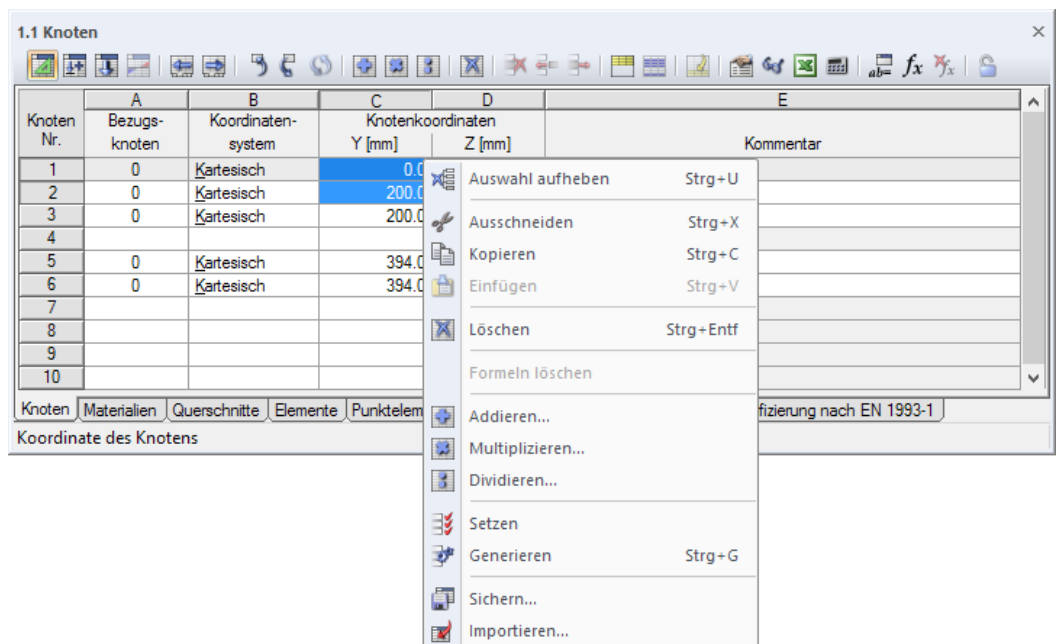 1.1 Knoten
A B C D E
Knoten Nr. Bezugs-knoten Koordinaten-system Knotenkoordinaten Y [mm] Z [mm] Kommentar
1 0 Kartesisch 0.0
2 0 Kartesisch 200.0
3 0 Kartesisch 200.0
4
5 0 Kartesisch 394.0
6 0 Kartesisch 394.0
7
8
9
10
Auswahl aufheben Strg+U
Ausschneiden Strg+X
Kopieren Strg+C
Einfügen Strg+V
Löschen Strg+Entf
Formeln löschen
Addieren...
Multiplizieren...
Dividieren...
Setzen
Generieren Strg+G
Sichern...
Importieren...
Knoten Materialien Querschnitte Elemente Punktelem fizierung nach EN 1993-1
Koordinate des Knotens